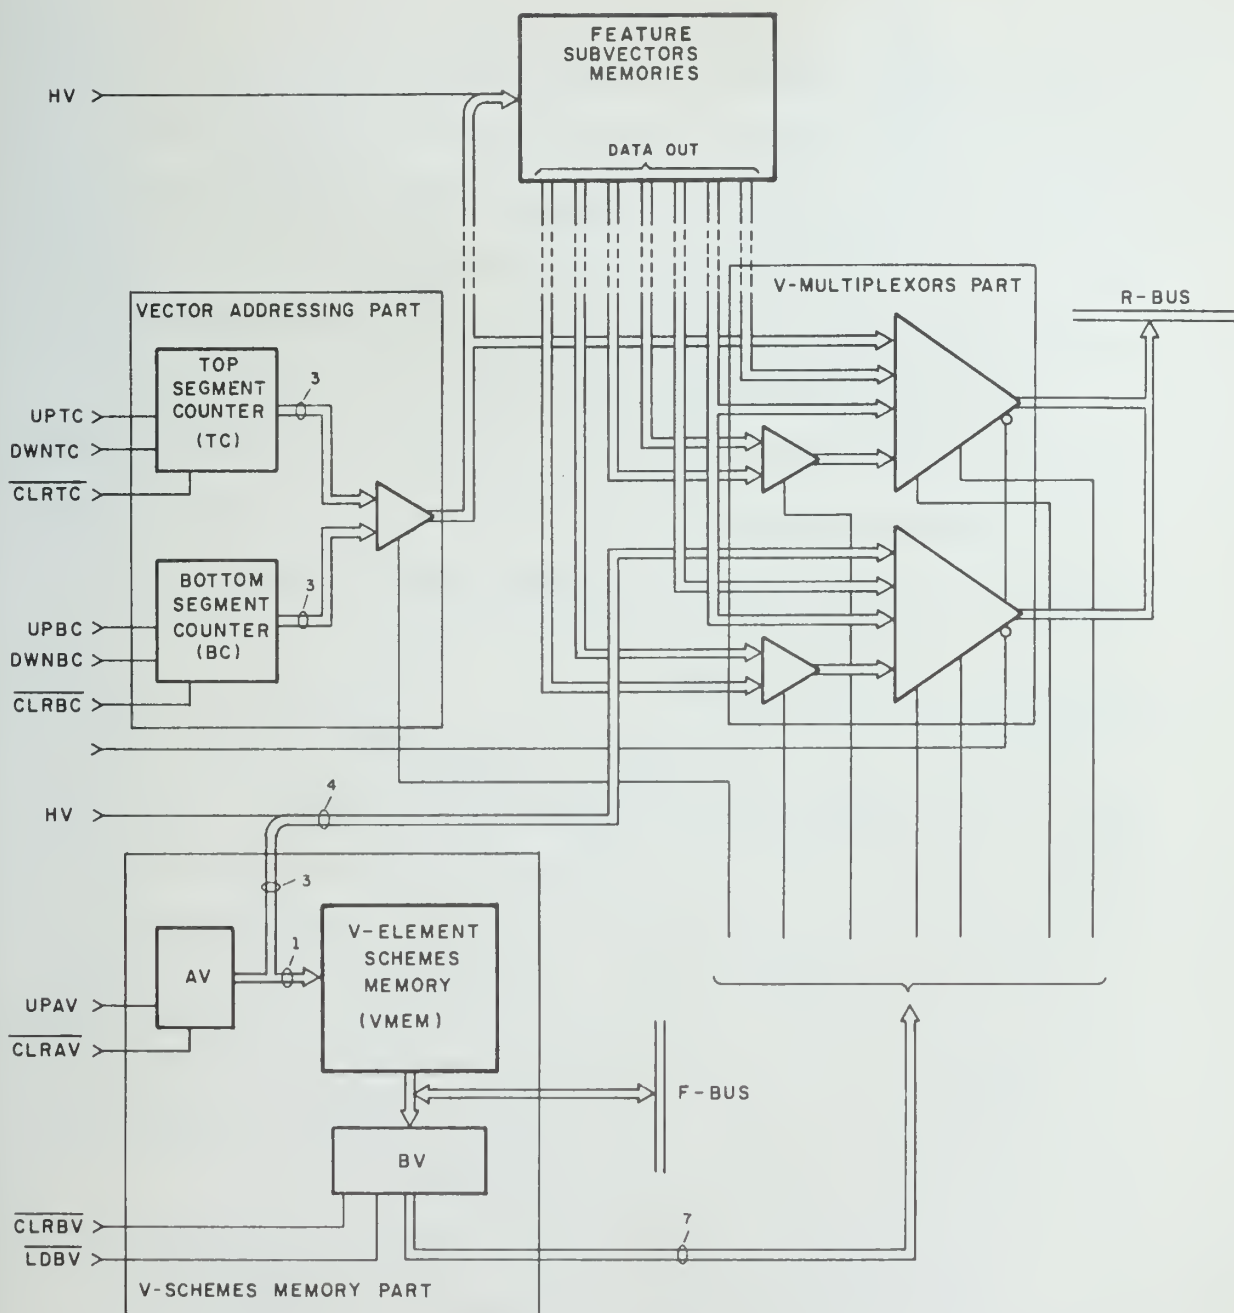 FEATURE
SUBVECTORS
MEMORIES
HV
DATA OUT
V-MULTIPLEXORS PART
R-BUS
VECTOR ADDRESSING PART
TOP
SEGMENT
COUNTER
(TC)
3
UPTC
DWNTC
CLRTC
BOTTOM
SEGMENT
COUNTER
(BC)
3
UPBC
DWNBC
CLRBC
HV
4
3
V-ELEMENT
SCHEMES
MEMORY
(VMEM)
AV
1
UPAV
CLRAV
F-BUS
BV
CLRBV
LDBV
7
V-SCHEMES MEMORY PART